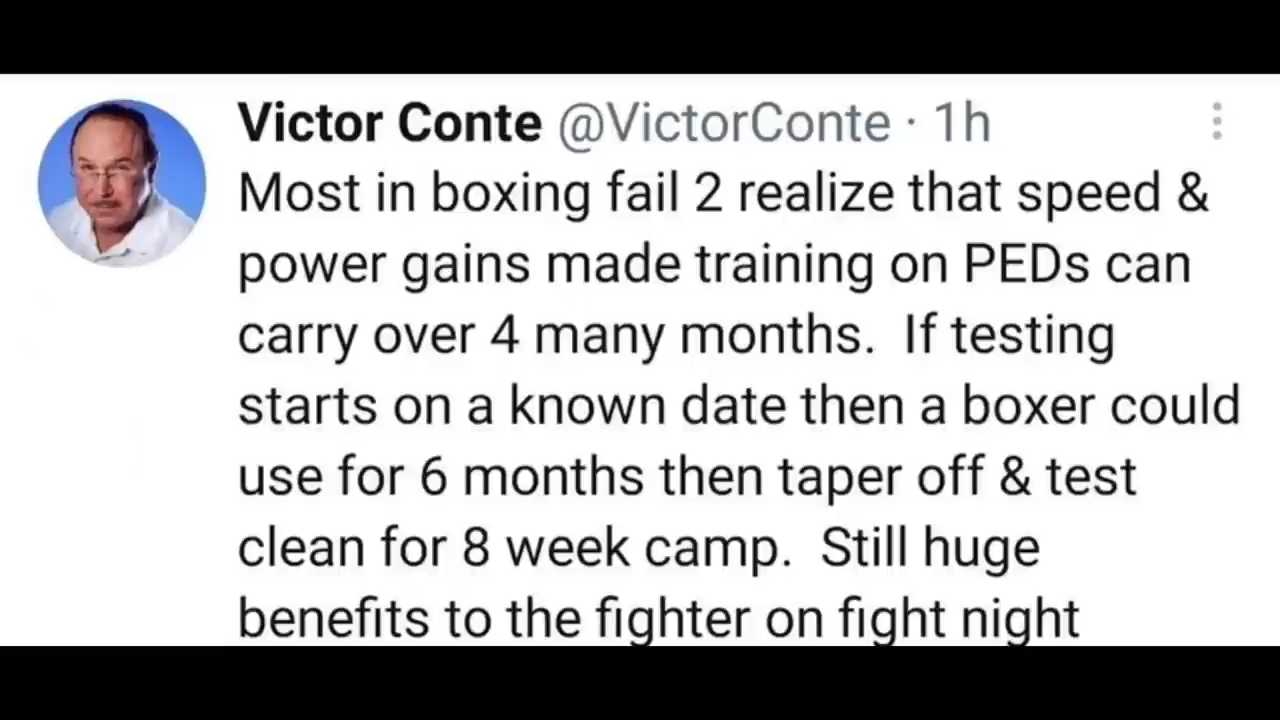 Victor Conte @VictorConte · 1h
Most in boxing fail 2 realize that speed &
power gains made training on PEDs can
carry over 4 many months.  If testing
starts on a known date then a boxer could
use for 6 months then taper off & test
clean for 8 week camp.  Still huge
benefits to the fighter on fight night